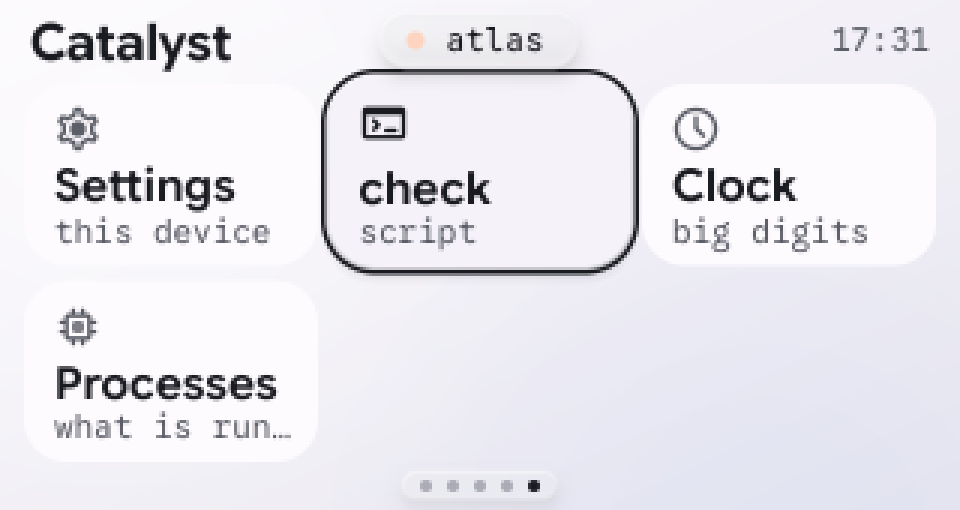 Catalyst
atlas
17:31
Settings
this device
check
script
Clock
big digits
Processes
what is run…